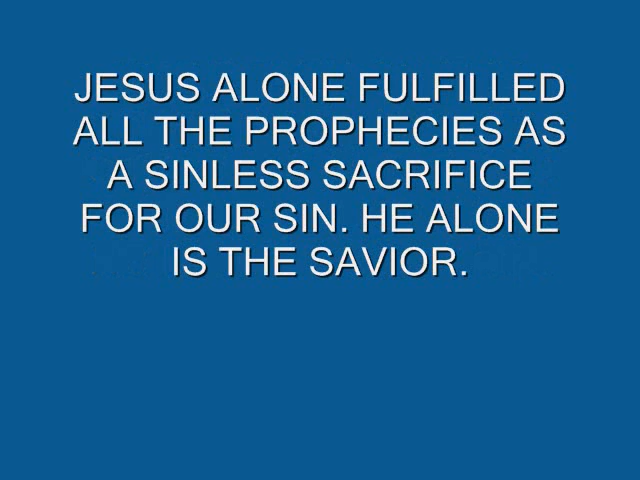 JESUS ALONE FULFILLED
ALL THE PROPHECIES AS
A SINLESS SACRIFICE
FOR OUR SIN. HE ALONE
IS THE SAVIOR.